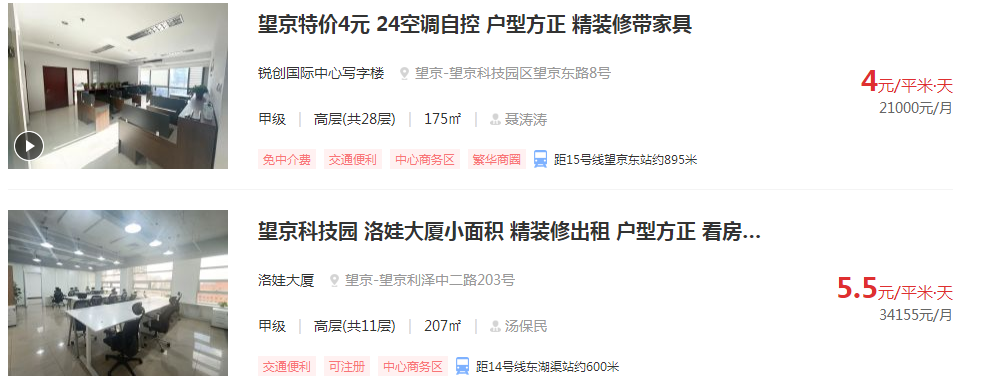 望京特价4元 24空调自控 户型方正 精装修带家具
锐创国际中心写字楼 望京-望京科技园区望京东路8号
4元/平米·天
21000元/月
甲级 | 高层(共28层) | 175㎡ | 聂涛涛
免中介费 交通便利 中心商务区 繁华商圈 距15号线望京东站约895米
望京科技园 洛娃大厦小面积 精装修出租 户型方正 看房...
洛娃大厦 望京-望京利泽中二路203号
5.5元/平米·天
34155元/月
甲级 | 高层(共11层) | 207㎡ | 汤保民
交通便利 可注册 中心商务区 距14号线东湖渠站约600米